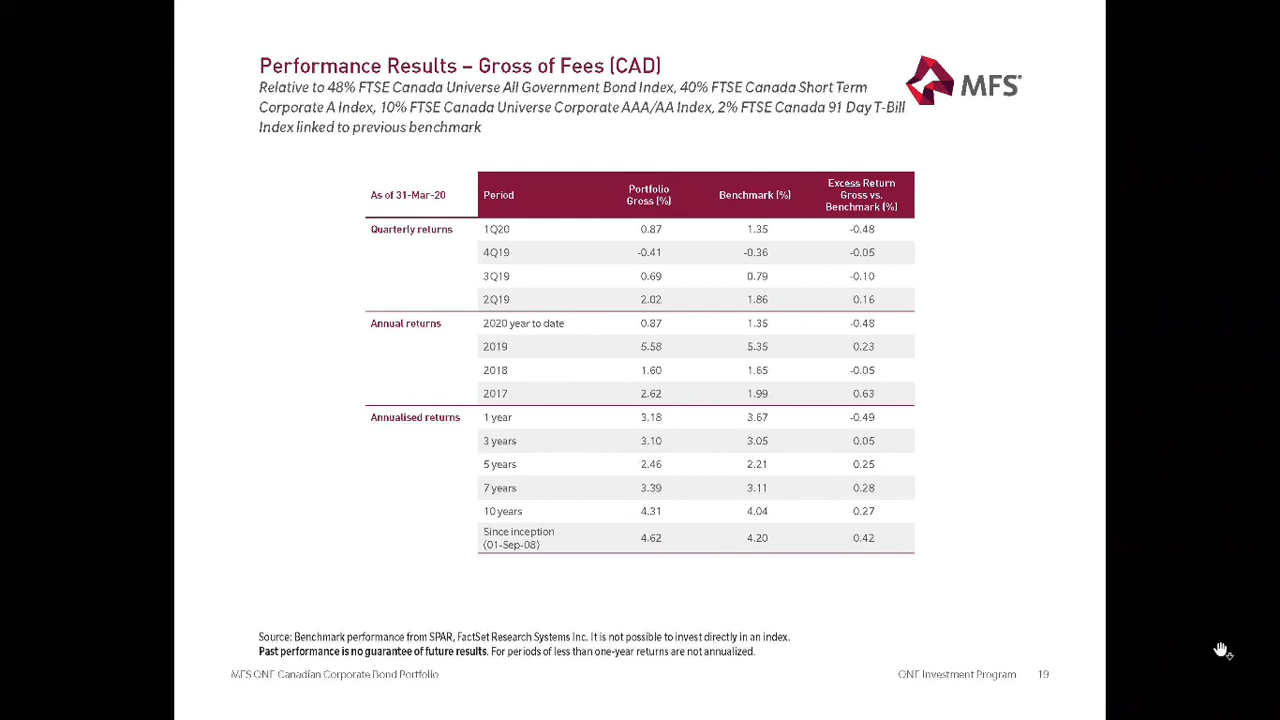 Performance Results – Gross of Fees (CAD)
Relative to 48% FTSE Canada Universe All Government Bond Index, 40% FTSE Canada Short Term
Corporate A Index, 10% FTSE Canada Universe Corporate AAA/AA Index, 2% FTSE Canada 91 Day T-Bill
Index linked to previous benchmark
MFS®
As of 31-Mar-20 Period Portfolio Gross (%) Benchmark (%) Excess Return Gross vs. Benchmark (%)
Quarterly returns 1Q20 0.87 1.35 -0.48
4Q19 -0.41 -0.36 -0.05
3Q19 0.69 0.79 -0.10
2Q19 2.02 1.86 0.16
Annual returns 2020 year to date 0.87 1.35 -0.48
2019 5.58 5.35 0.23
2018 1.60 1.65 -0.05
2017 2.62 1.99 0.63
Annualised returns 1 year 3.18 3.67 -0.49
3 years 3.10 3.05 0.05
5 years 2.46 2.21 0.25
7 years 3.39 3.11 0.28
10 years 4.31 4.04 0.27
Since inception (01-Sep-08) 4.62 4.20 0.42
Source: Benchmark performance from SPAR, FactSet Research Systems Inc. It is not possible to invest directly in an index.
Past performance is no guarantee of future results. For periods of less than one-year returns are not annualized.
MFS ONE Canadian Corporate Bond Portfolio
ONE Investment Program 19